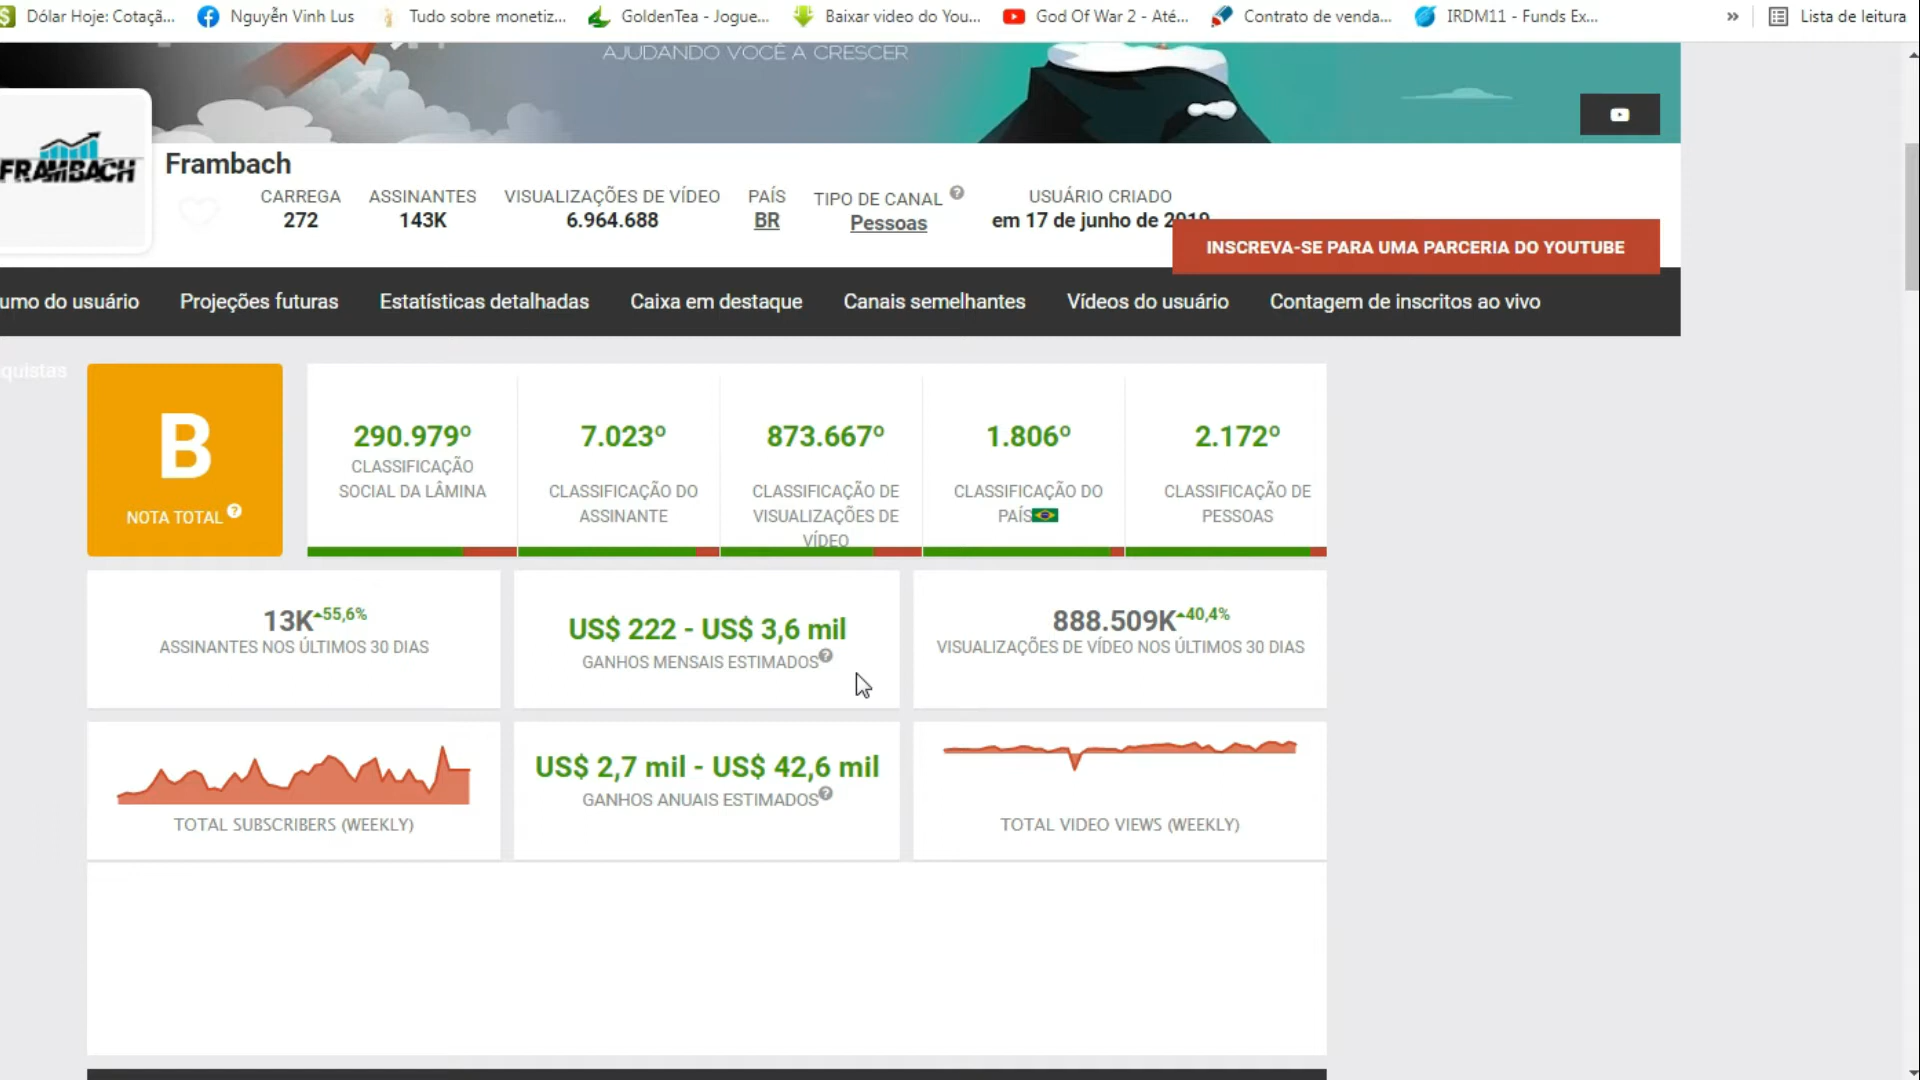 Dólar Hoje: Cotaçã...
Nguyễn Vinh Lus
Tudo sobre monetiz...
GoldenTea - Jogue...
Baixar video do You...
God Of War 2 - Até...
Contrato de venda...
IRDM11 - Funds Ex...
»
Lista de leitura
AJUDANDO VOCÊ A CRESCER
FRAMBACH
Frambach
CARREGA
272
ASSINANTES
143K
VISUALIZAÇÕES DE VÍDEO
6.964.688
PAÍS
BR
TIPO DE CANAL ?
Pessoas
USUÁRIO CRIADO
em 17 de junho de 2019
INSCREVA-SE PARA UMA PARCERIA DO YOUTUBE
umo do usuário
Projeções futuras
Estatísticas detalhadas
Caixa em destaque
Canais semelhantes
Vídeos do usuário
Contagem de inscritos ao vivo
quistas
B
NOTA TOTAL ?
290.979º
CLASSIFICAÇÃO
SOCIAL DA LÂMINA
7.023º
CLASSIFICAÇÃO DO
ASSINANTE
873.667º
CLASSIFICAÇÃO DE
VISUALIZAÇÕES DE
VÍDEO
1.806º
CLASSIFICAÇÃO DO
PAÍS
2.172º
CLASSIFICAÇÃO DE
PESSOAS
13K 55,6%
ASSINANTES NOS ÚLTIMOS 30 DIAS
US$ 222 - US$ 3,6 mil
GANHOS MENSAIS ESTIMADOS ?
888.509K 40,4%
VISUALIZAÇÕES DE VÍDEO NOS ÚLTIMOS 30 DIAS
TOTAL SUBSCRIBERS (WEEKLY)
US$ 2,7 mil - US$ 42,6 mil
GANHOS ANUAIS ESTIMADOS ?
TOTAL VIDEO VIEWS (WEEKLY)